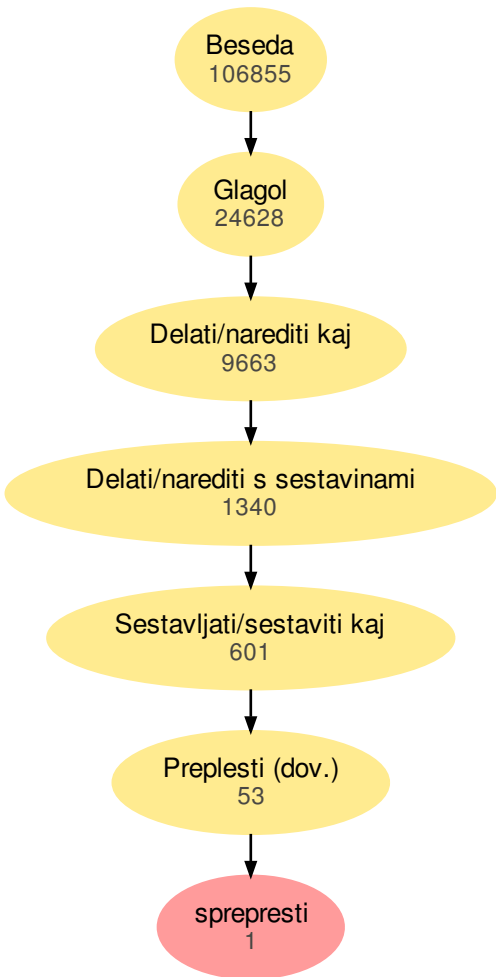 Beseda
106855
Glagol
24628
Delati/narediti kaj
9663
Delati/narediti s sestavinami
1340
Sestavljati/sestaviti kaj
601
Preplesti (dov.)
53
sprepresti
1